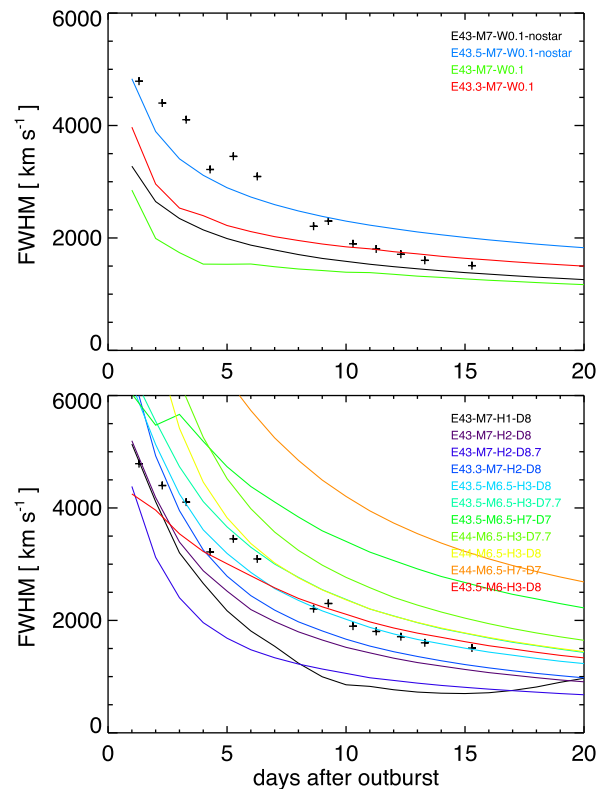 6000
4000
2000
0
FWHM [ km s⁻¹ ]
E43-M7-W0.1-nostar
E43.5-M7-W0.1-nostar
E43-M7-W0.1
E43.3-M7-W0.1
0 5 10 15 20
6000
4000
2000
0
FWHM [ km s⁻¹ ]
E43-M7-H1-D8
E43-M7-H2-D8
E43-M7-H2-D8.7
E43.3-M7-H2-D8
E43.5-M6.5-H3-D8
E43.5-M6.5-H3-D7.7
E43.5-M6.5-H7-D7
E44-M6.5-H3-D7.7
E44-M6.5-H3-D8
E44-M6.5-H7-D7
E43.5-M6-H3-D8
0 5 10 15 20
days after outburst